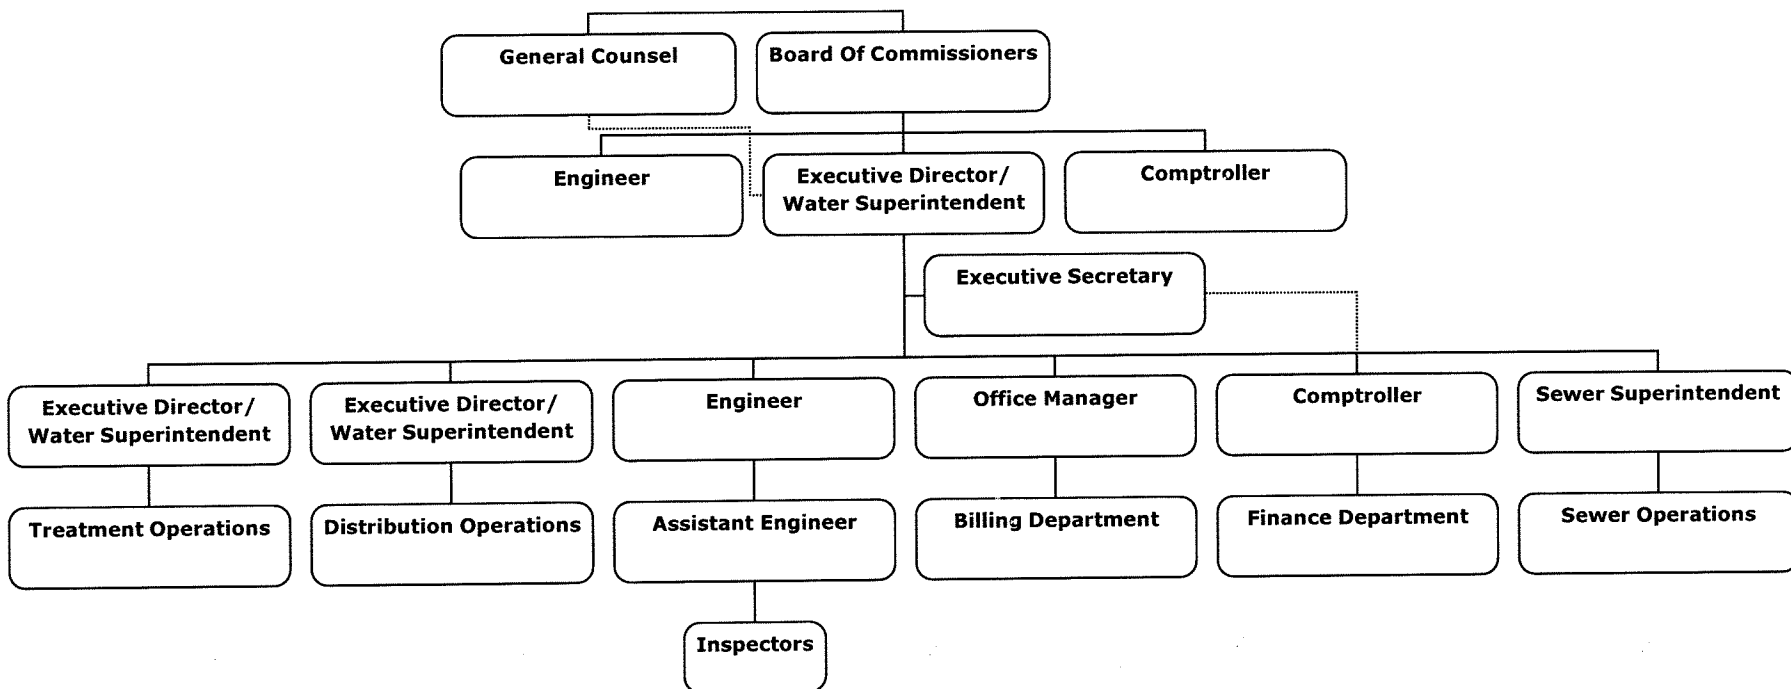 General Counsel
Board Of Commissioners
Engineer
Executive Director/
Water Superintendent
Comptroller
Executive Secretary
Executive Director/
Water Superintendent
Executive Director/
Water Superintendent
Engineer
Office Manager
Comptroller
Sewer Superintendent
Treatment Operations
Distribution Operations
Assistant Engineer
Billing Department
Finance Department
Sewer Operations
Inspectors